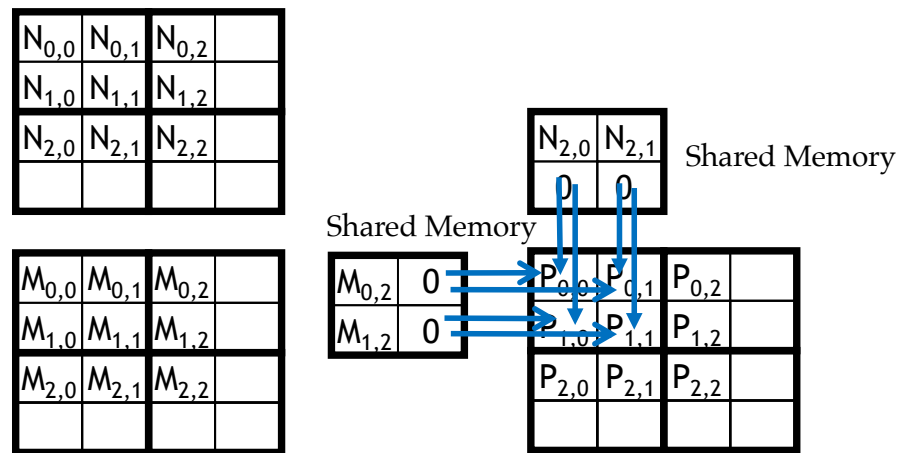 N0,0 N0,1 N0,2
N1,0 N1,1 N1,2
N2,0 N2,1 N2,2
N2,0 N2,1
0 0
Shared Memory
Shared Memory
M0,0 M0,1 M0,2
M1,0 M1,1 M1,2
M2,0 M2,1 M2,2
M0,2 0
M1,2 0
P0,0 P0,1 P0,2
P1,0 P1,1 P1,2
P2,0 P2,1 P2,2